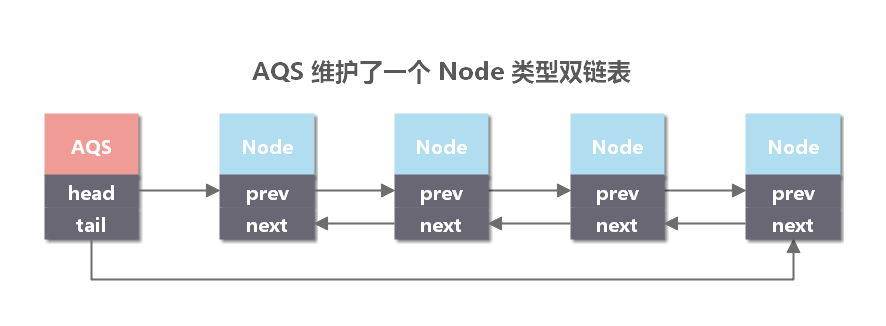 AQS 维护了一个 Node 类型双链表
AQS Node Node Node Node
head prev prev prev prev
tail next next next next